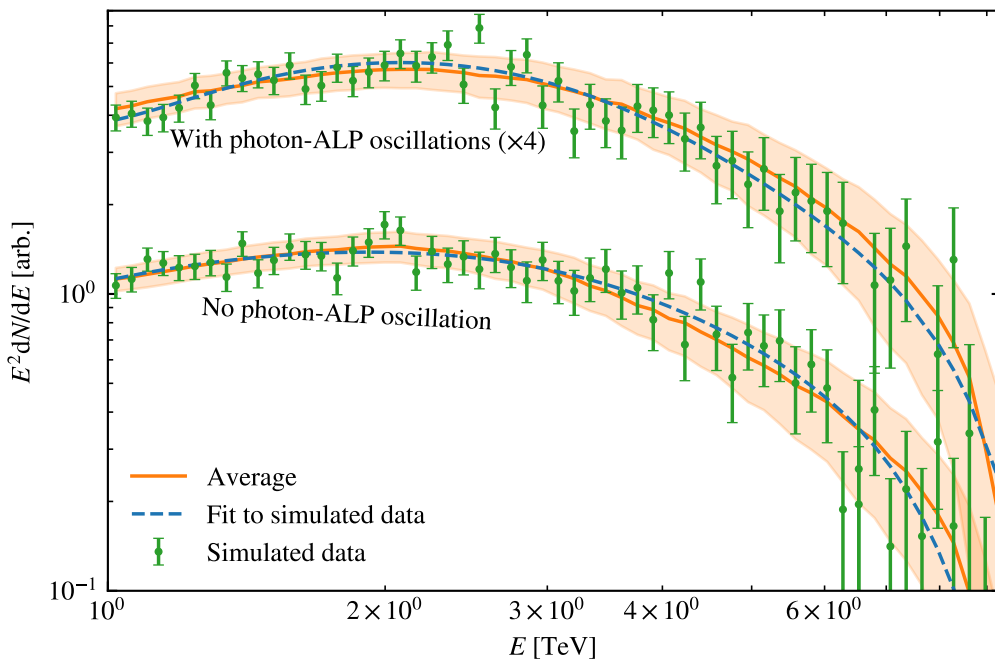 E²dN/dE [arb.]
10⁰
10⁻¹
With photon-ALP oscillations (×4)
No photon-ALP oscillation
Average
Fit to simulated data
Simulated data
10⁰
2 × 10⁰
3 × 10⁰
4 × 10⁰
6 × 10⁰
E [TeV]